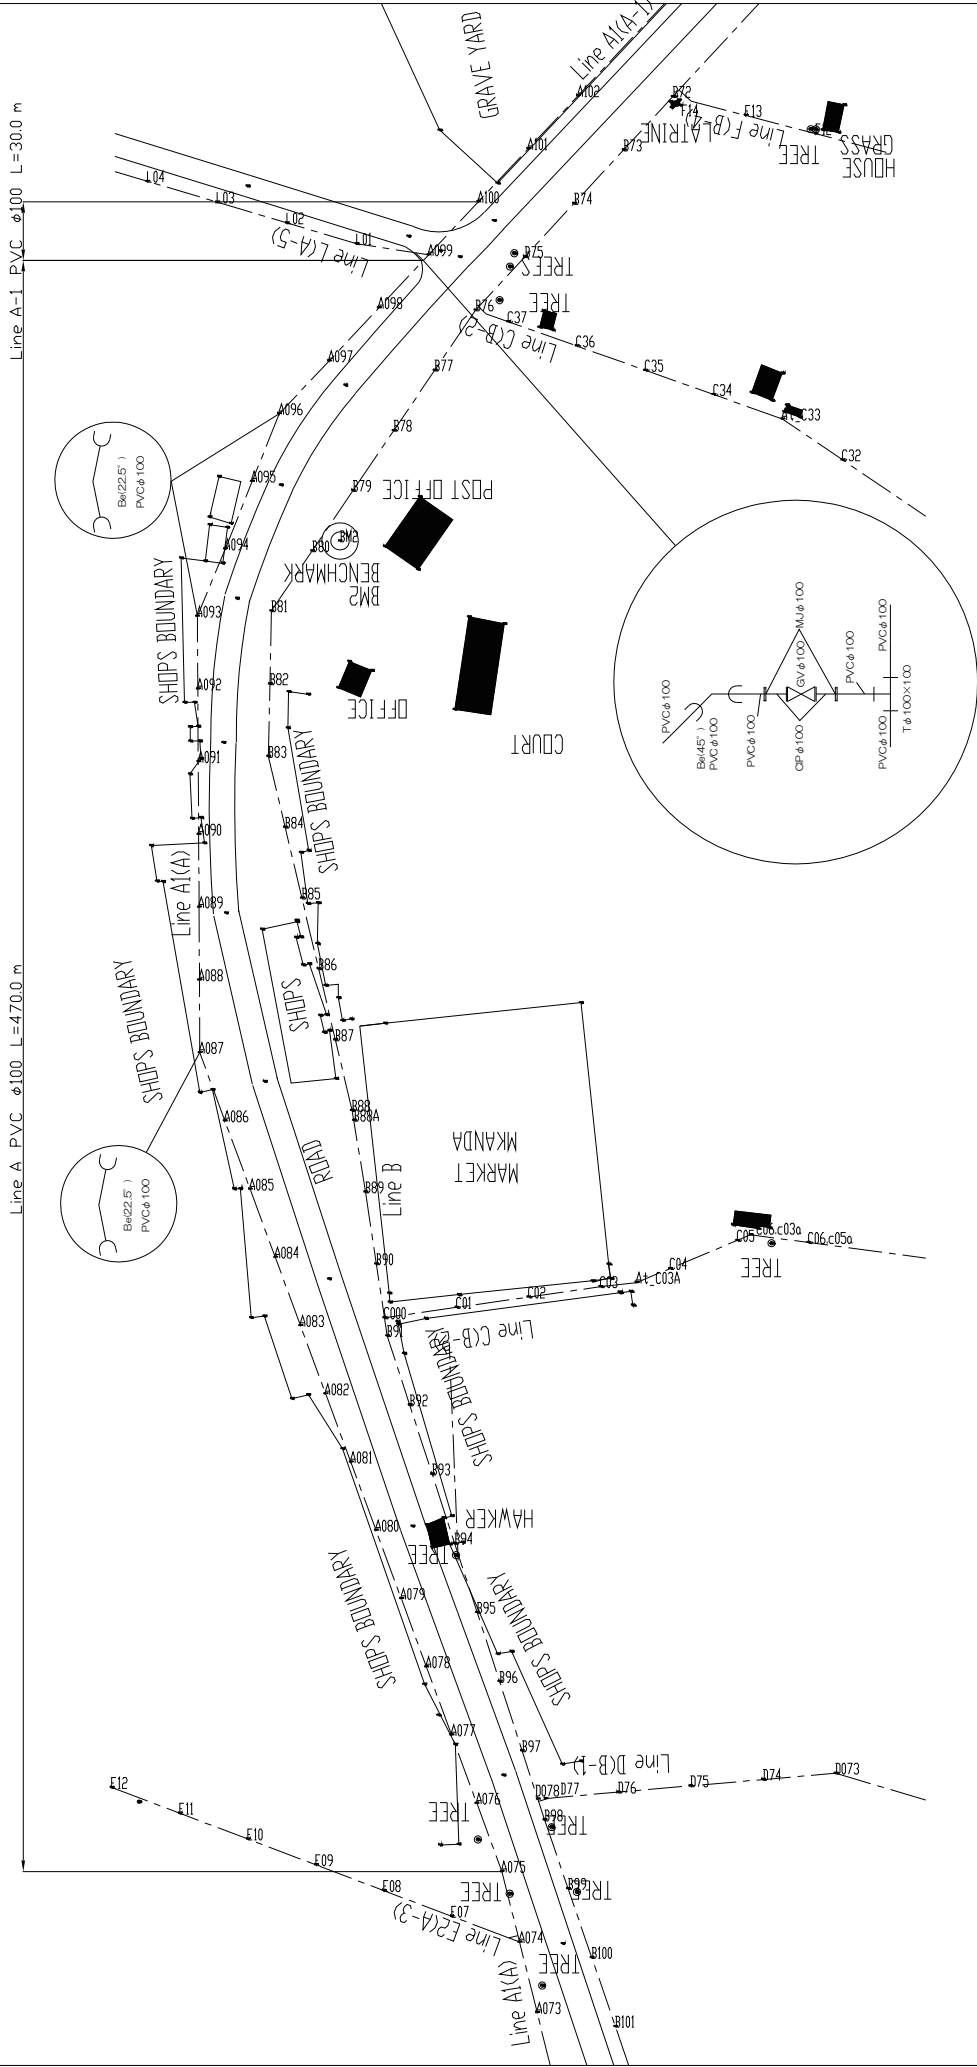 Line A-1 PVC φ100 L=30.0 m
Line A PVC φ100 L=470.0 m
GRAVE YARD
Line A1(A-1)
A102
A101
A100
A099
A098
A097
A096
A095
A094
A093
A092
A091
A090
A089
A088
A087
A086
A085
A084
A083
A082
A081
A080
A079
A078
A077
A076
A075
A074
A073
L04
L03
L02
L01
Line L(A-5)
B72
F14
F13
Line F(B-4)
LATRINE
TREE
GRASS
HOUSE
B73
B74
B75
TREES
TREE
B76
C37
Line C(B-2)
C36
C35
C34
C33
C32
B77
B78
B79
POST OFFICE
B80
BM2
BENCHMARK
BM2
B81
B82
OFFICE
COURT
B83
B84
SHOPS BOUNDARY
B85
B86
SHOPS
B87
B88
B88A
B89
B90
Line B
ROAD
MKANDA
MARKET
Be(22.5°)
PVCφ100
SHOPS BOUNDARY
Line A1(A)
SHOPS BOUNDARY
Be(22.5°)
PVCφ100
PVCφ100
Be(45°)
PVCφ100
PVCφ100
GVφ100
MJφ100
CIPφ100
PVCφ100
PVCφ100
PVCφ100
Tφ100×100
C000
C01
C02
C03
At_C03A
C04
C05
C06.c03a
C06.c05a
TREE
Line C(B-2)
B91
B92
SHOPS BOUNDARY
B93
HAWKER
B94
TREE
B95
SHOPS BOUNDARY
B96
B97
SHOPS BOUNDARY
Line D(B-1)
D078
D77
D76
D75
D74
D073
B98
TREE
B99
TREE
B100
B101
TREE
TREE
TREE
E12
E11
E10
E09
E08
E07
Line E2(A-3)
Line A1(A)